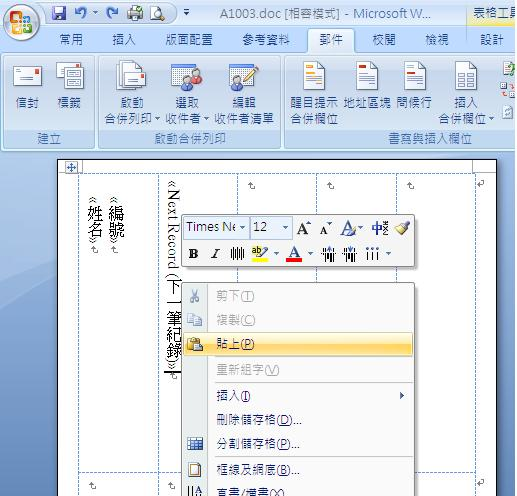 A1003.doc [相容模式] - Microsoft W...
表格工具
常用 插入 版面配置 參考資料 郵件 校閱 檢視 設計
信封 標籤 啟動 合併列印 選取 收件者 編輯 收件者清單 醒目提示 合併欄位 地址區塊 問候行 插入 合併欄位
建立 啟動合併列印 書寫與插入欄位
«編號»
«姓名»
«Next Record (下一筆紀錄)»
Times Ne 12
B I ab A
剪下(T)
複製(C)
貼上(P)
重新組字(V)
插入(I)
刪除儲存格(D)...
分割儲存格(P)...
框線及網底(B)...
直書/橫書(X)...